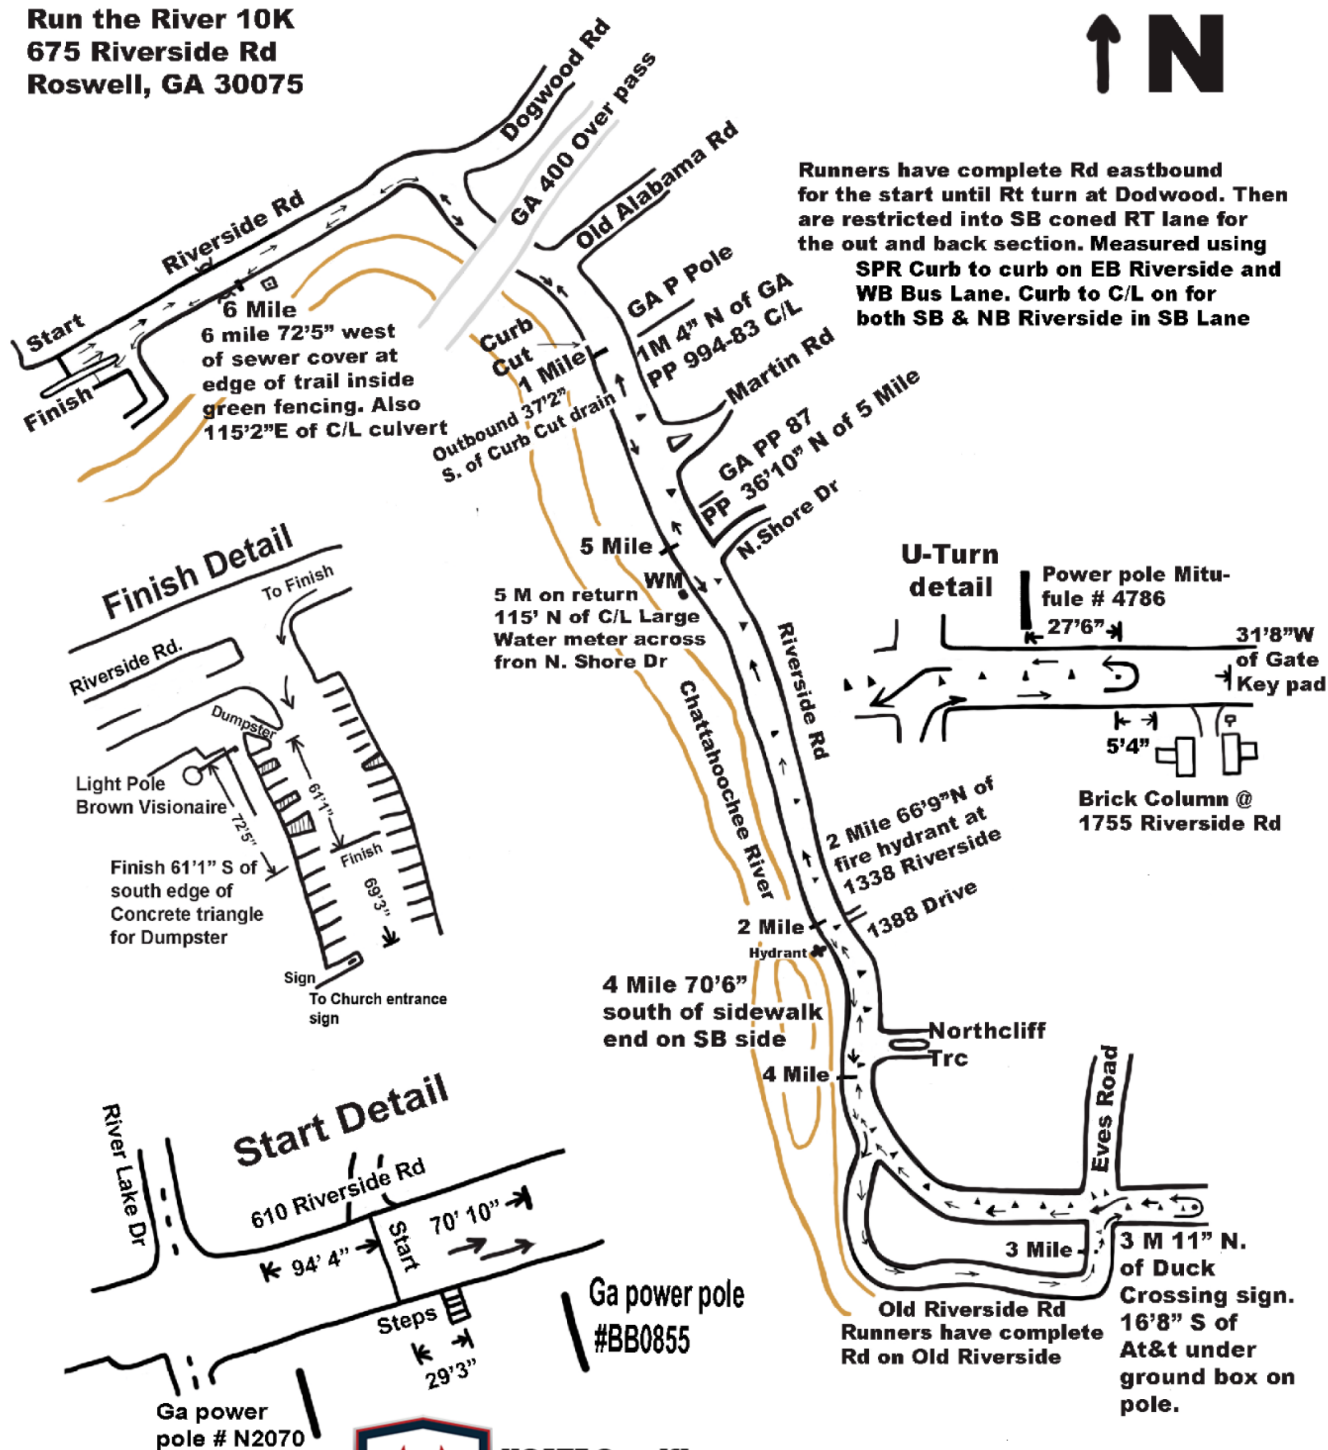 Run the River 10K
675 Riverside Rd
Roswell, GA 30075
N
Dogwood Rd
GA 400 Over pass
Old Alabama Rd
Riverside Rd
Runners have complete Rd eastbound
for the start until Rt turn at Dodwood. Then
are restricted into SB coned RT lane for
the out and back section. Measured using
SPR Curb to curb on EB Riverside and
WB Bus Lane. Curb to C/L on for
both SB & NB Riverside in SB Lane
Start
Finish
6 Mile
6 mile 72'5" west
of sewer cover at
edge of trail inside
green fencing. Also
115'2"E of C/L culvert
Curb
Cut
1 Mile
Outbound 37'2"
S. of Curb Cut drain
GA P Pole
1M 4" N of GA
PP 994-83 C/L
Martin Rd
GA PP 87
PP 36'10" N of 5 Mile
N.Shore Dr
5 Mile
WM
5 M on return
115' N of C/L Large
Water meter across
fron N. Shore Dr
Riverside Rd
Chattahoochee River
U-Turn
detail
Power pole Mitu-
fule # 4786
27'6"
31'8"W
of Gate
Key pad
5'4"
Brick Column @
1755 Riverside Rd
Finish Detail
To Finish
Riverside Rd.
Dumpster
Light Pole
Brown Visionaire
72'5"
61'1"
Finish
69'3"
Finish 61'1" S of
south edge of
Concrete triangle
for Dumpster
Sign
To Church entrance
sign
2 Mile 66'9"N of
fire hydrant at
1338 Riverside
1388 Drive
2 Mile
Hydrant
4 Mile 70'6"
south of sidewalk
end on SB side
4 Mile
Northcliff
Trc
Eves Road
3 Mile
3 M 11" N.
of Duck
Crossing sign.
16'8" S of
At&t under
ground box on
pole.
Old Riverside Rd
Runners have complete
Rd on Old Riverside
Start Detail
River Lake Dr
610 Riverside Rd
94' 4"
Start
70' 10"
Steps
29'3"
Ga power pole
#BB0855
Ga power
pole # N2070